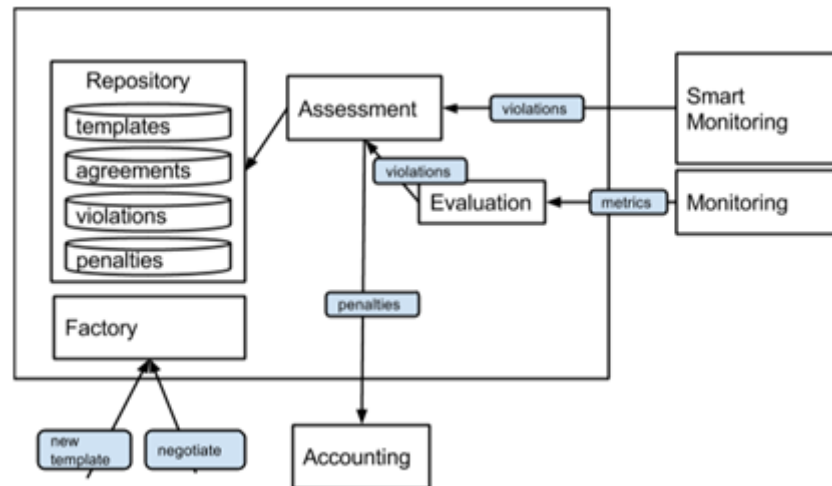 Repository
templates
agreements
violations
penalties
Factory
Assessment
violations
Smart
Monitoring
violations
Evaluation
metrics
Monitoring
penalties
new
template
negotiate
Accounting